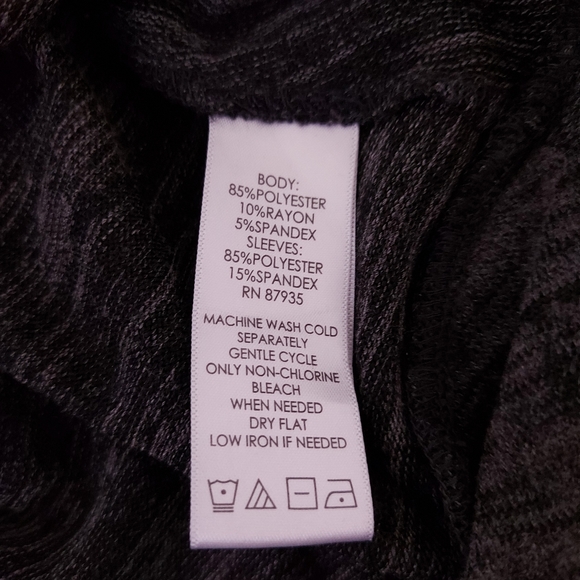 BODY:
85%POLYESTER
10%RAYON
5%SPANDEX
SLEEVES:
85%POLYESTER
15%SPANDEX
RN 87935
MACHINE WASH COLD
SEPARATELY
GENTLE CYCLE
ONLY NON-CHLORINE
BLEACH
WHEN NEEDED
DRY FLAT
LOW IRON IF NEEDED